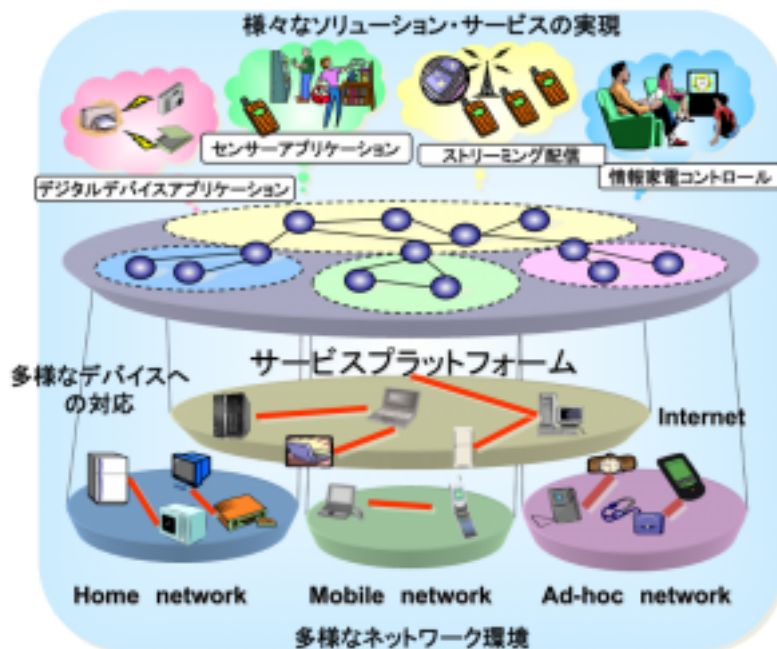 様々なソリューション・サービスの実現
センサーアプリケーション
ストリーミング配信
デジタルデバイスアプリケーション
情報家電コントロール
サービスプラットフォーム
多様なデバイスへ
の対応
Internet
Home network
Mobile network
Ad-hoc network
多様なネットワーク環境